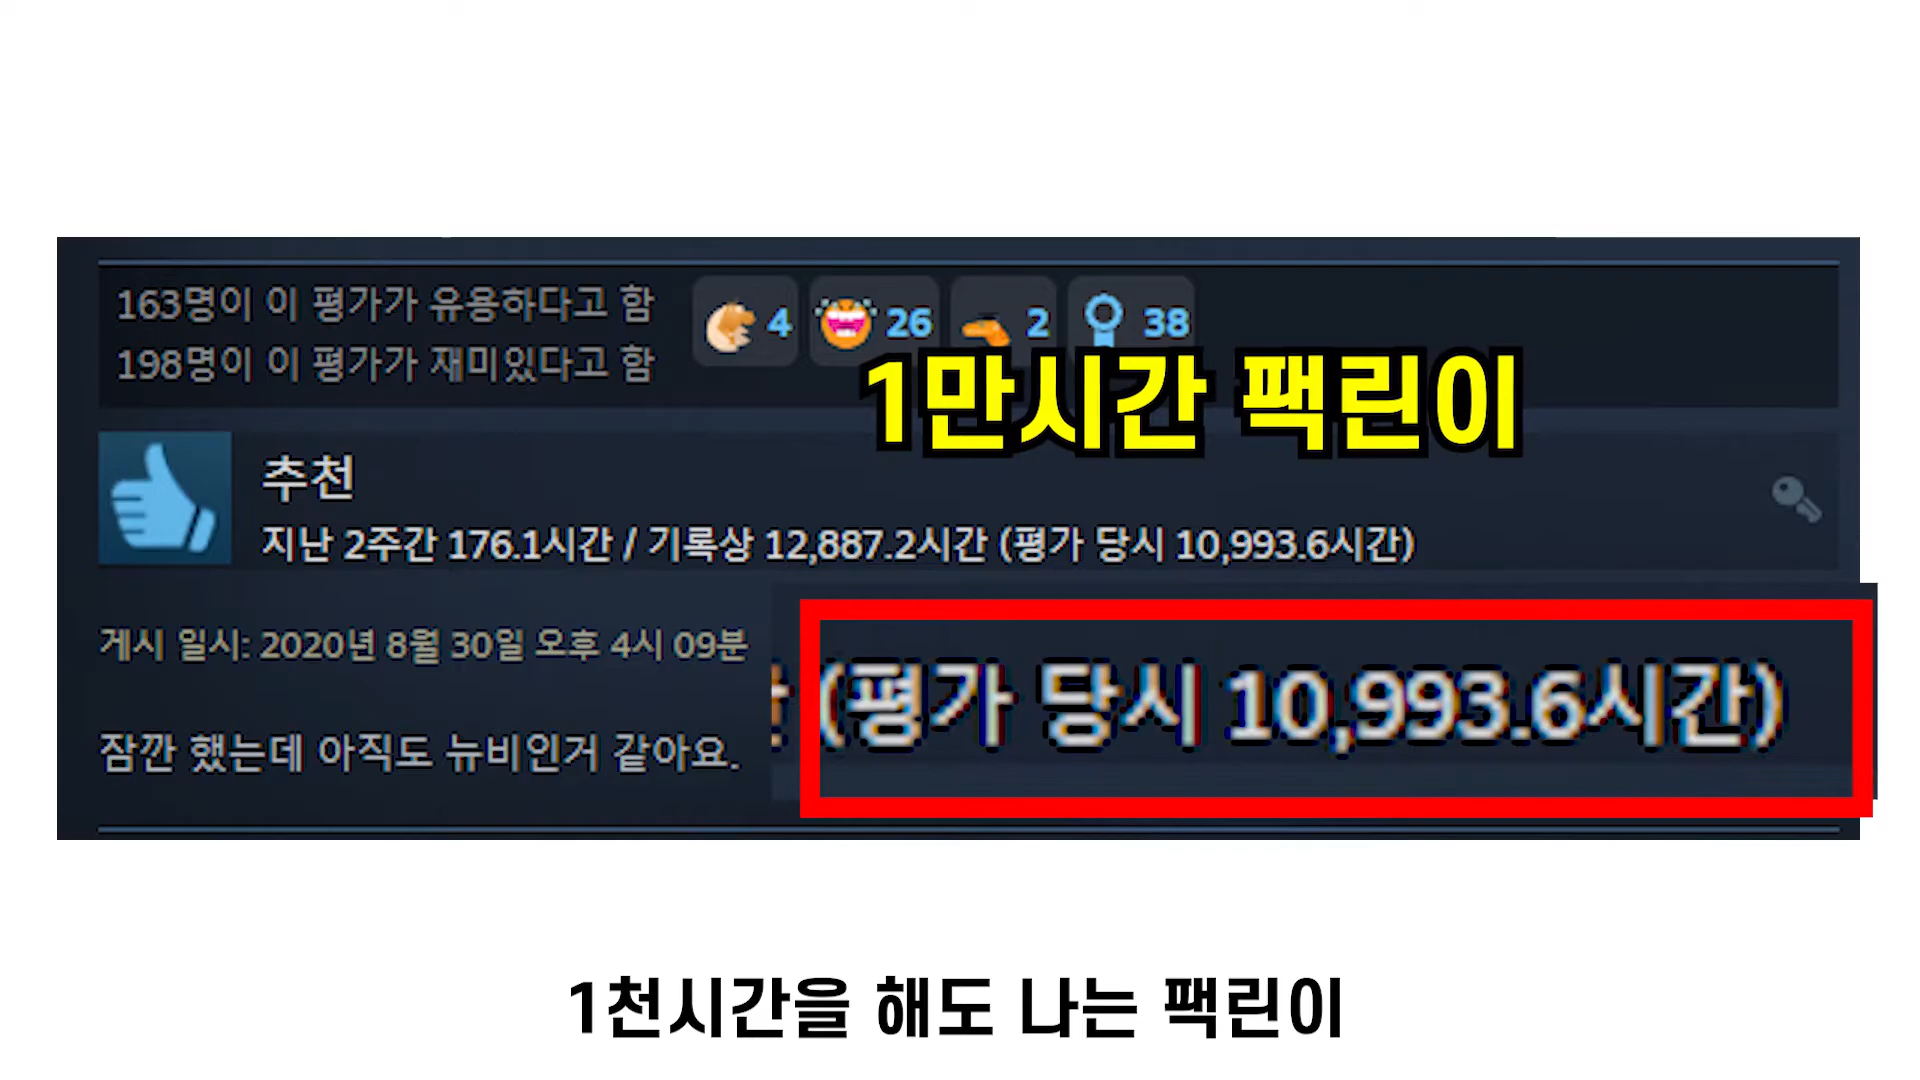 163명이 이 평가가 유용하다고 함
198명이 이 평가가 재미있다고 함
4 26 2 38
1만시간 팩린이
추천
지난 2주간 176.1시간 / 기록상 12,887.2시간 (평가 당시 10,993.6시간)
게시 일시: 2020년 8월 30일 오후 4시 09분
(평가 당시 10,993.6시간)
잠깐 했는데 아직도 뉴비인거 같아요.
1천시간을 해도 나는 팩린이